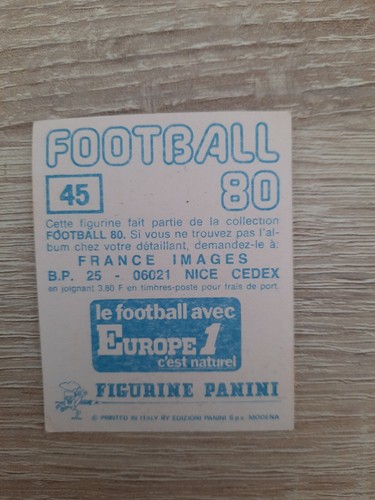 FOOTBALL
45 80
Cette figurine fait partie de la collection
FOOTBALL 80. Si vous ne trouvez pas l'al-
bum chez votre détaillant, demandez-le à:
FRANCE IMAGES
B.P. 25 - 06021 NICE CEDEX
en joignant 3,80 F en timbres-poste pour frais de port.
le football avec
EUROPE 1
c'est naturel
FIGURINE PANINI
© PRINTED IN ITALY BY EDIZIONI PANINI S.p.A. MODENA